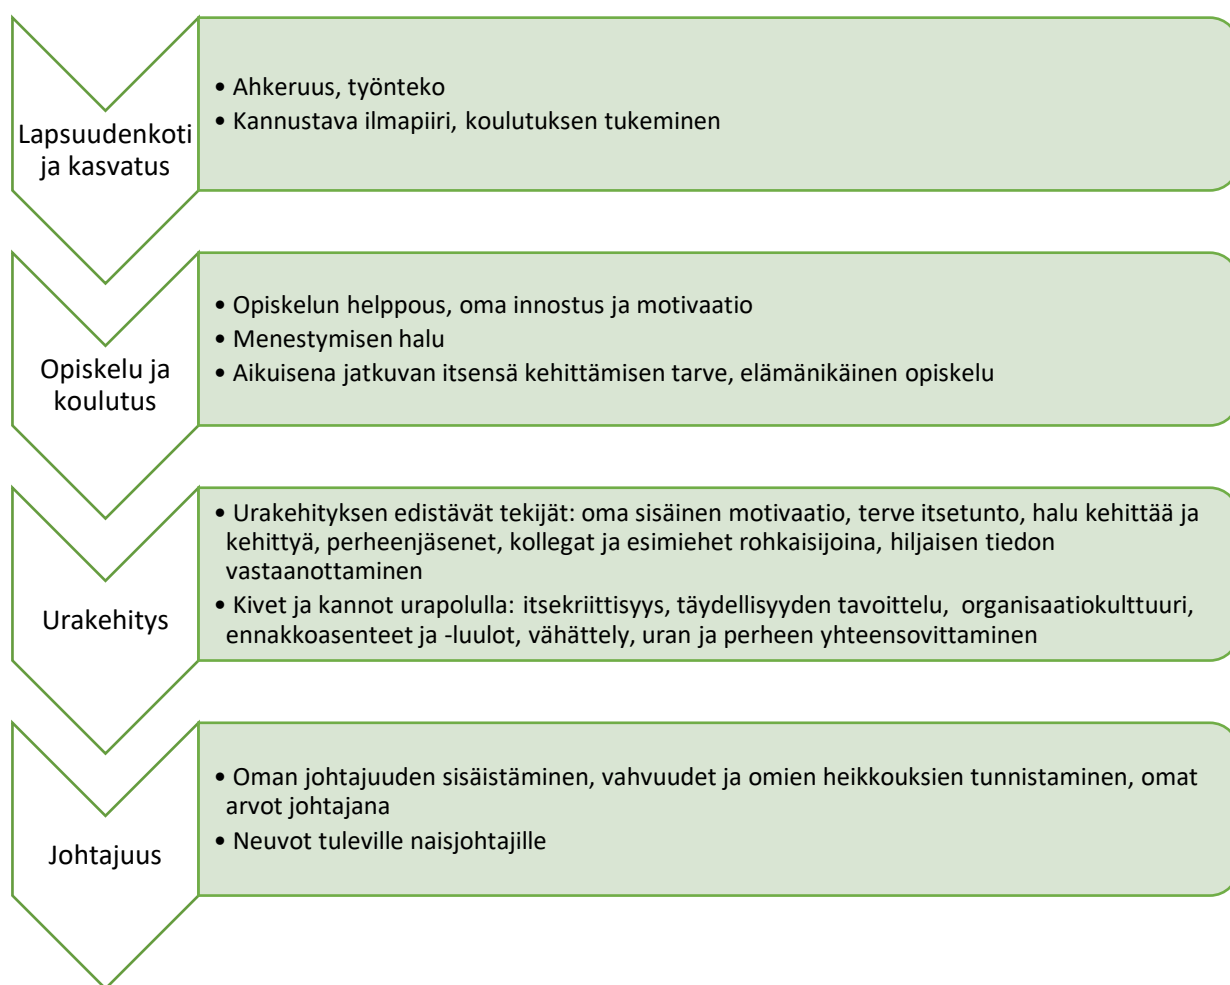 Lapsuudenkoti
ja kasvatus
• Ahkeruus, työnteko
• Kannustava ilmapiiri, koulutuksen tukeminen
Opiskelu ja
koulutus
• Opiskelun helppous, oma innostus ja motivaatio
• Menestymisen halu
• Aikuisena jatkuvan itsensä kehittämisen tarve, elämänikäinen opiskelu
Urakehitys
• Urakehityksen edistävät tekijät: oma sisäinen motivaatio, terve itsetunto, halu kehittää ja
kehittyä, perheenjäsenet, kollegat ja esimiehet rohkaisijoina, hiljaisen tiedon
vastaanottaminen
• Kivet ja kannot urapolulla: itsekriittisyys, täydellisyyden tavoittelu, organisaatiokulttuuri,
ennakkoasenteet ja -luulot, vähättely, uran ja perheen yhteensovittaminen
Johtajuus
• Oman johtajuuden sisäistäminen, vahvuudet ja omien heikkouksien tunnistaminen, omat
arvot johtajana
• Neuvot tuleville naisjohtajille